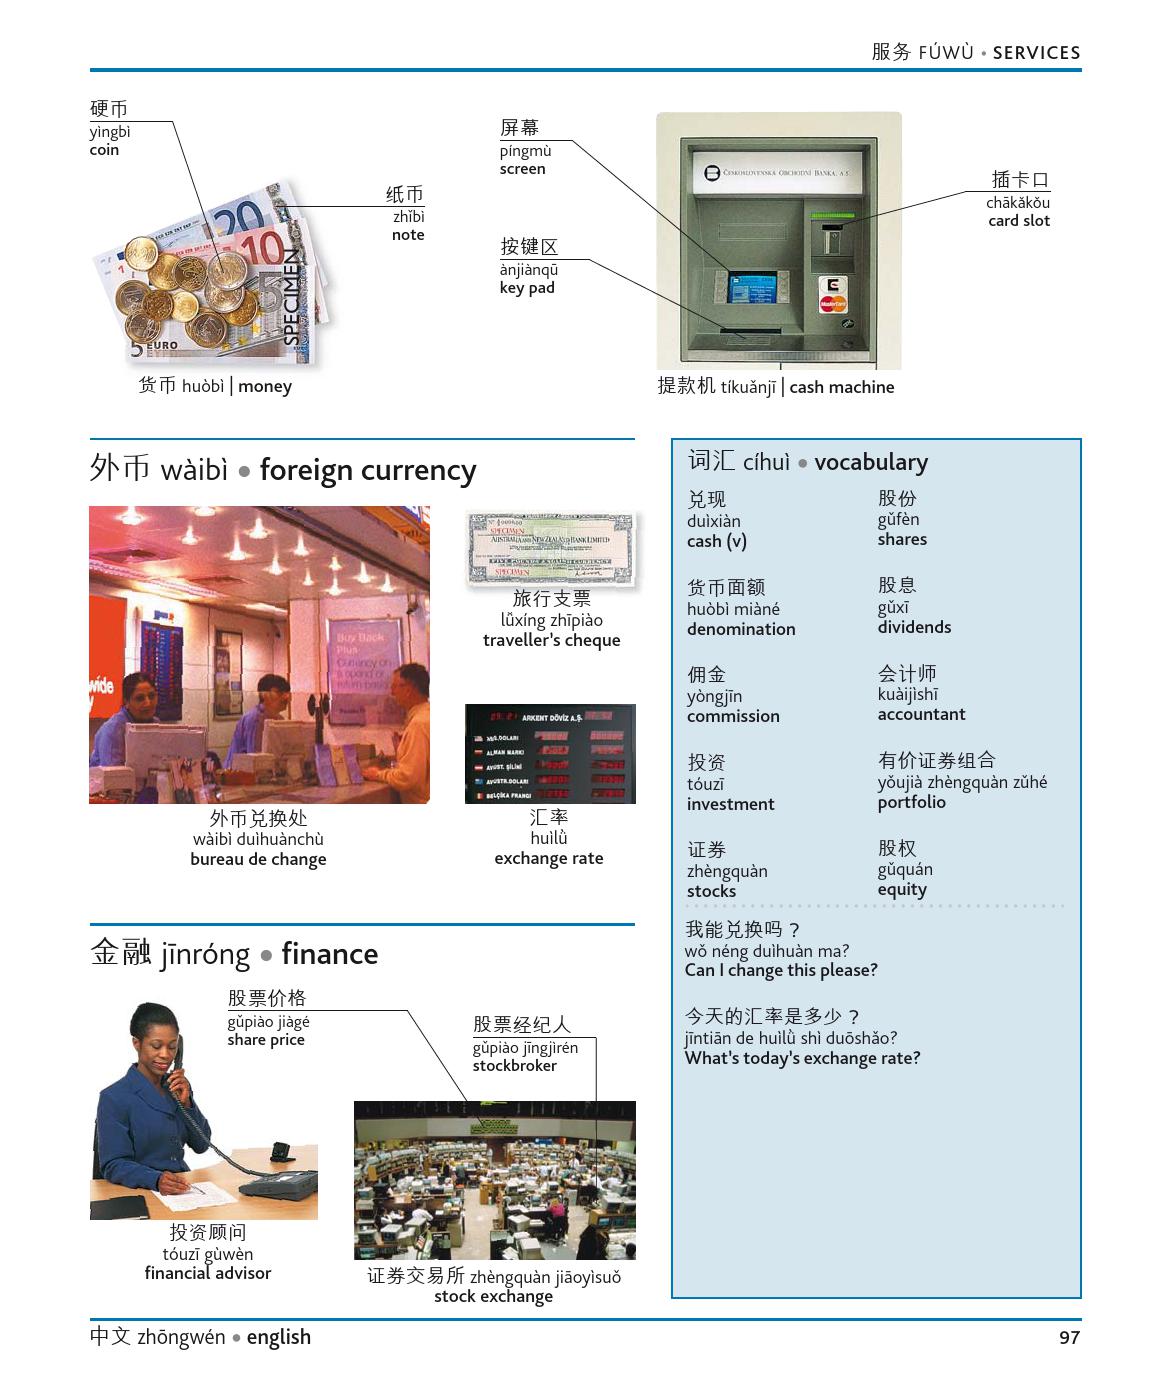 服务 FÚWÙ • SERVICES
硬币
yìngbì
coin
纸币
zhǐbì
note
20
10
5
SPECIMEN
5 EURO
货币 huòbì | money
屏幕
píngmù
screen
按键区
ànjiànqū
key pad
插卡口
chākǎkǒu
card slot
ČESKOSLOVENSKÁ OBCHODNÍ BANKA, A.S.
MasterCard
提款机 tíkuǎnjī | cash machine
外币 wàibì • foreign currency
wide
Buy Back
Plus
Currency on
外币兑换处
wàibì duìhuànchù
bureau de change
SPECIMEN
AUSTRALIA AND NEW ZEALAND BANK LIMITED
FIVE POUNDS ENGLISH CURRENCY
SPECIMEN
旅行支票
lǚxíng zhīpiào
traveller's cheque
ARKENT DÖVİZ A.Ş.
ALMAN MARKI
AVUST. ŞİLİNİ
AVUSTR.DOLARI
BELÇİKA FRANGI
汇率
huìlǜ
exchange rate
金融 jīnróng • finance
股票价格
gǔpiào jiàgé
share price
股票经纪人
gǔpiào jīngjìrén
stockbroker
投资顾问
tóuzī gùwèn
financial advisor
证券交易所 zhèngquàn jiāoyìsuǒ
stock exchange
词汇 cíhuì • vocabulary
兑现
duìxiàn
cash (v)
货币面额
huòbì miàné
denomination
佣金
yòngjīn
commission
投资
tóuzī
investment
证券
zhèngquàn
stocks
股份
gǔfèn
shares
股息
gǔxī
dividends
会计师
kuàijìshī
accountant
有价证券组合
yǒujià zhèngquàn zǔhé
portfolio
股权
gǔquán
equity
我能兑换吗？
wǒ néng duìhuàn ma?
Can I change this please?
今天的汇率是多少？
jīntiān de huìlǜ shì duōshǎo?
What's today's exchange rate?
中文 zhōngwén • english
97